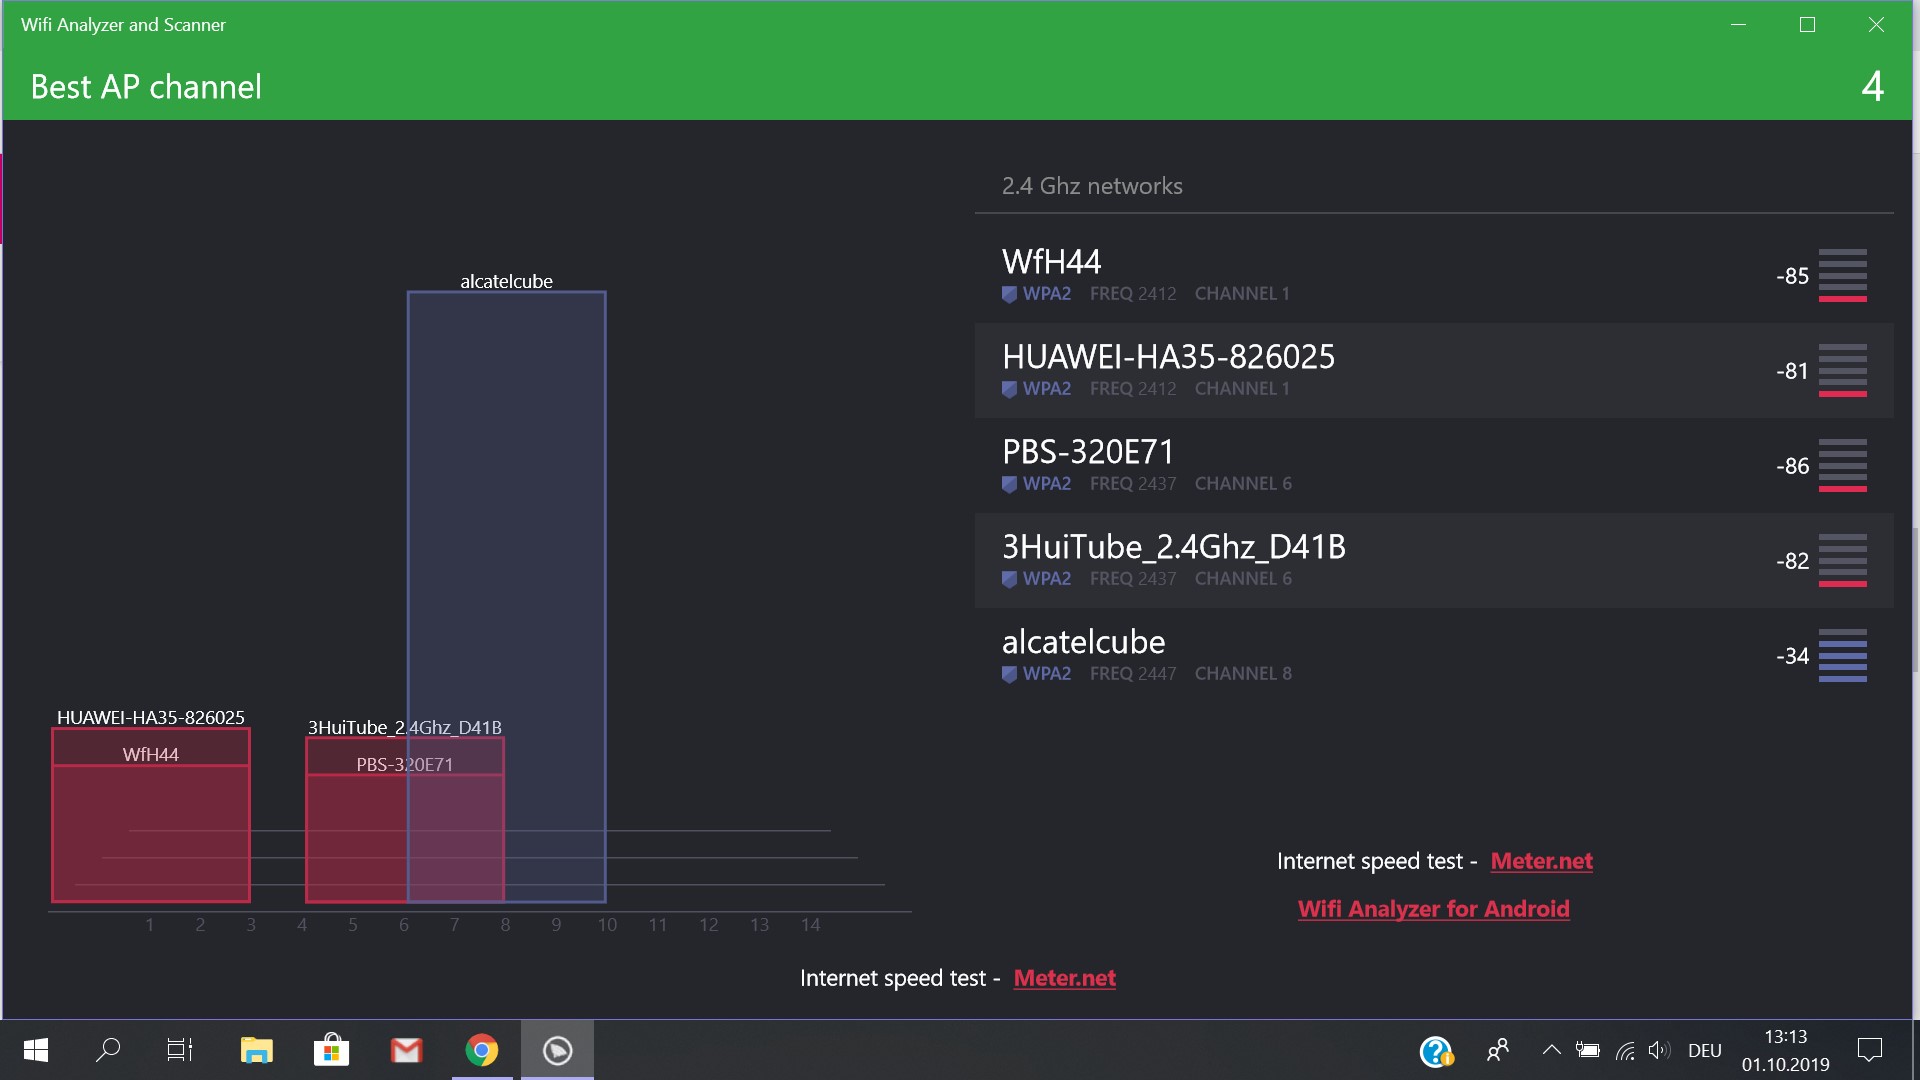 Wifi Analyzer and Scanner
Best AP channel 4
2.4 Ghz networks
WfH44
WPA2 FREQ 2412 CHANNEL 1
-85
HUAWEI-HA35-826025
WPA2 FREQ 2412 CHANNEL 1
-81
PBS-320E71
WPA2 FREQ 2437 CHANNEL 6
-86
3HuiTube_2.4Ghz_D41B
WPA2 FREQ 2437 CHANNEL 6
-82
alcatelcube
WPA2 FREQ 2447 CHANNEL 8
-34
alcatelcube
HUAWEI-HA35-826025
WfH44
3HuiTube_2.4Ghz_D41B
PBS-320E71
1 2 3 4 5 6 7 8 9 10 11 12 13 14
Internet speed test - Meter.net
Wifi Analyzer for Android
Internet speed test - Meter.net
DEU
13:13
01.10.2019